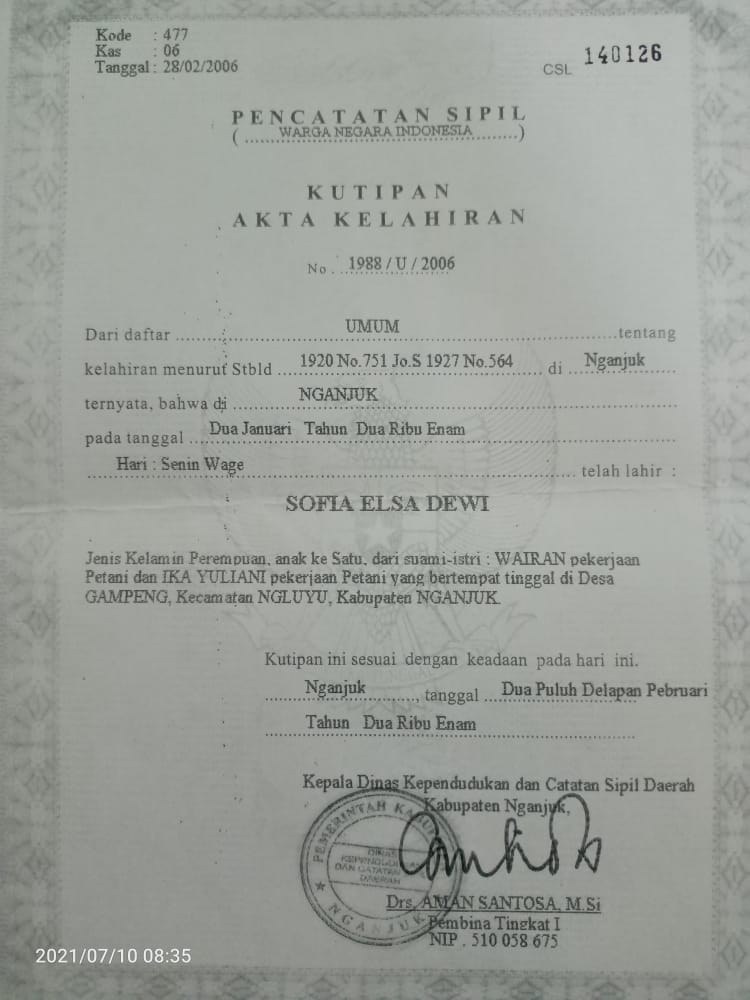 Kode : 477
Kas : 06
Tanggal : 28/02/2006
CSL 140126
PENCATATAN SIPIL
( WARGA NEGARA INDONESIA )
KUTIPAN
AKTA KELAHIRAN
No. 1988 / U / 2006
Dari daftar UMUM tentang
kelahiran menurut Stbld 1920 No.751 Jo.S 1927 No.564 di Nganjuk
ternyata, bahwa di NGANJUK
pada tanggal Dua Januari Tahun Dua Ribu Enam
Hari : Senin Wage telah lahir :
SOFIA ELSA DEWI
Jenis Kelamin Perempuan, anak ke Satu, dari suami-istri : WAIRAN pekerjaan
Petani dan IKA YULIANI pekerjaan Petani yang bertempat tinggal di Desa
GAMPENG, Kecamatan NGLUYU, Kabupaten NGANJUK.
Kutipan ini sesuai dengan keadaan pada hari ini.
Nganjuk, tanggal Dua Puluh Delapan Pebruari
Tahun Dua Ribu Enam
Kepala Dinas Kependudukan dan Catatan Sipil Daerah
Kabupaten Nganjuk,
PEMERINTAH KABU
DINAS
KEPENDUDU
DAN CATATAN
DAERAH
NGANJUK
Drs. AMAN SANTOSA, M.Si
Pembina Tingkat I
NIP . 510 058 675
2021/07/10 08:35